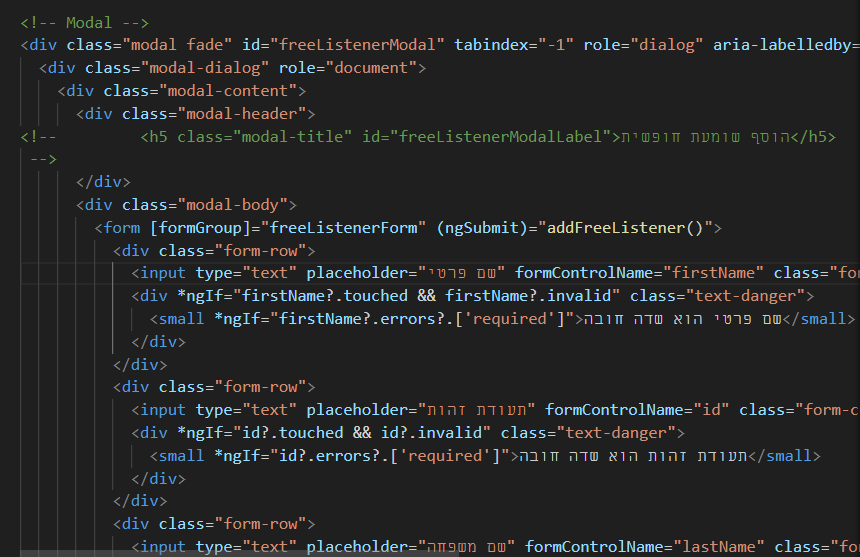 <!-- Modal -->
<div class="modal fade" id="freeListenerModal" tabindex="-1" role="dialog" aria-labelledby=
<div class="modal-dialog" role="document">
<div class="modal-content">
<div class="modal-header">
<!-- <h5 class="modal-title" id="freeListenerModalLabel">הוסף שומעת חופשית</h5>
-->
</div>
<div class="modal-body">
<form [formGroup]="freeListenerForm" (ngSubmit)="addFreeListener()">
<div class="form-row">
<input type="text" placeholder="שם פרטי" formControlName="firstName" class="for
<div *ngIf="firstName?.touched && firstName?.invalid" class="text-danger">
<small *ngIf="firstName?.errors?.['required']">שם פרטי הוא שדה חובה</small>
</div>
</div>
<div class="form-row">
<input type="text" placeholder="תעודת זהות" formControlName="id" class="form-c
<div *ngIf="id?.touched && id?.invalid" class="text-danger">
<small *ngIf="id?.errors?.['required']">תעודת זהות הוא שדה חובה</small>
</div>
</div>
<div class="form-row">
<input type="text" placeholder="שם משפחה" formControlName="lastName" class="fo